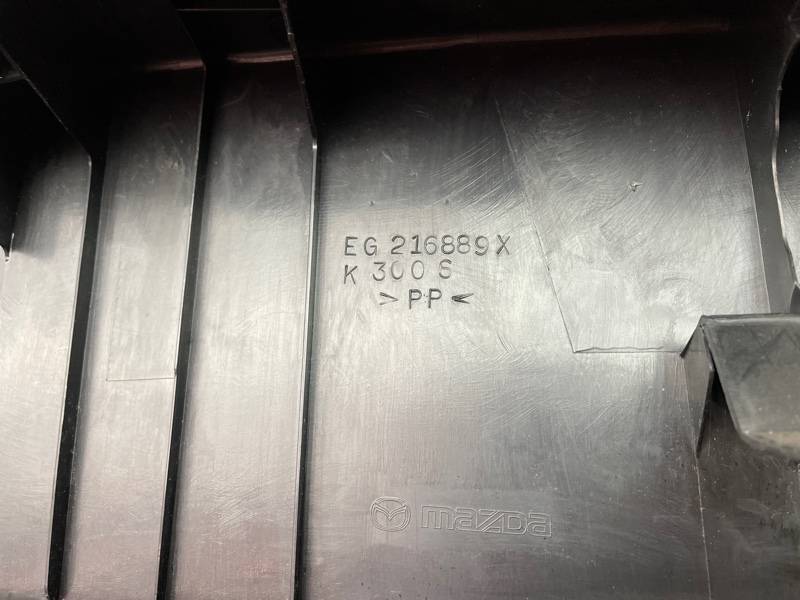 EG 216889X
K 300 S
>PP<
mazda